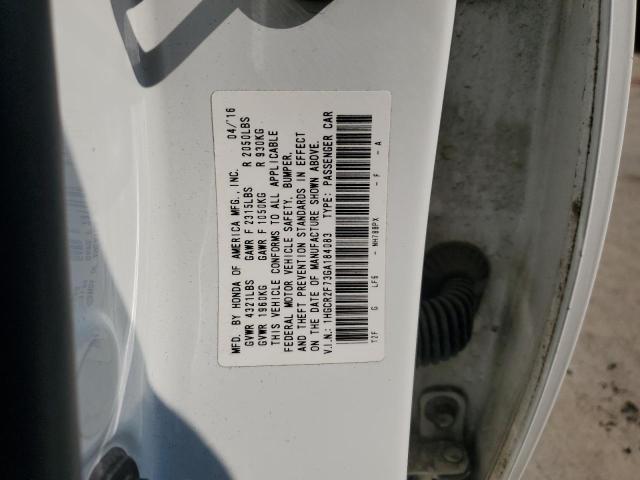 MFD. BY HONDA OF AMERICA MFG., INC. 04/'16
GVWR 4321LBS GAWR F 2315LBS R 2050LBS
GVWR 1960KG GAWR F 1050KG R 930KG
THIS VEHICLE CONFORMS TO ALL APPLICABLE
FEDERAL MOTOR VEHICLE SAFETY, BUMPER,
AND THEFT PREVENTION STANDARDS IN EFFECT
ON THE DATE OF MANUFACTURE SHOWN ABOVE.
V.I.N.: 1HGCR2F73GA184083 TYPE: PASSENGER CAR
T2F G LF6 - NH788PX - F - A